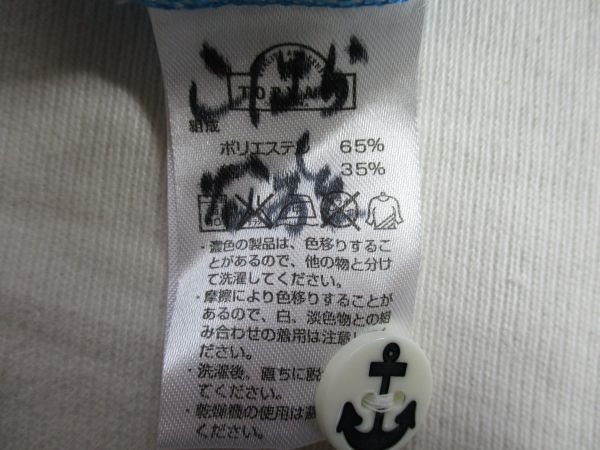 組成
ポリエステル 65%
35%
・濃色の製品は、色移りするこ
とがあるので、他の物と分け
て洗濯してください。
・摩擦により色移りすることが
あるので、白、淡色物との組
み合わせの着用は注意し
ださい。
・洗濯後、直ちに脱
てください。
・乾燥機の使用は
ください。